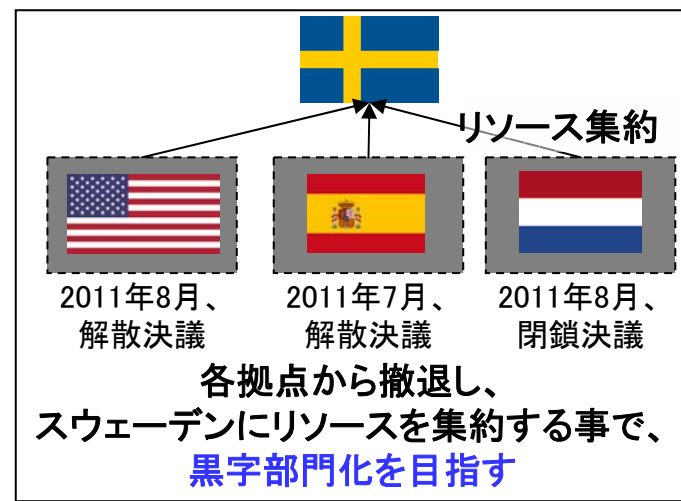 リソース集約
2011年8月、
解散決議
2011年7月、
解散決議
2011年8月、
閉鎖決議
各拠点から撤退し、
スウェーデンにリソースを集約する事で、
黒字部門化を目指す